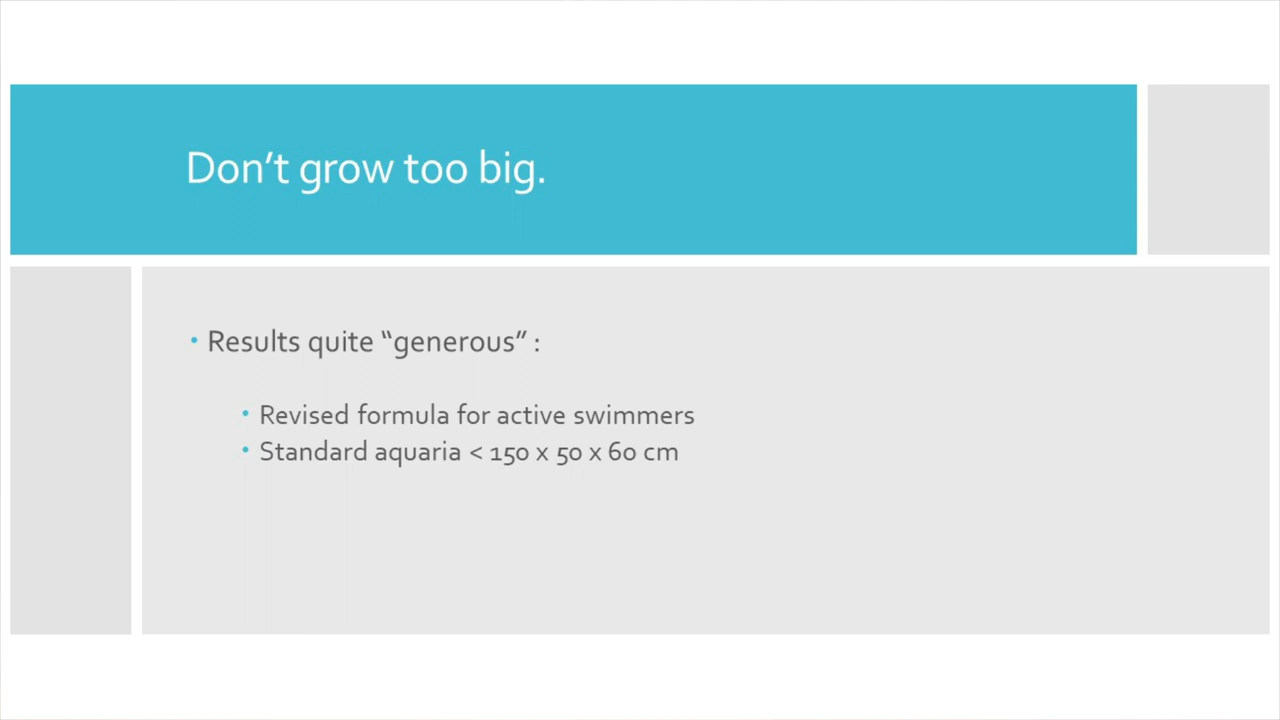 Don’t grow too big.
• Results quite “generous” :
• Revised formula for active swimmers
• Standard aquaria < 150 x 50 x 60 cm